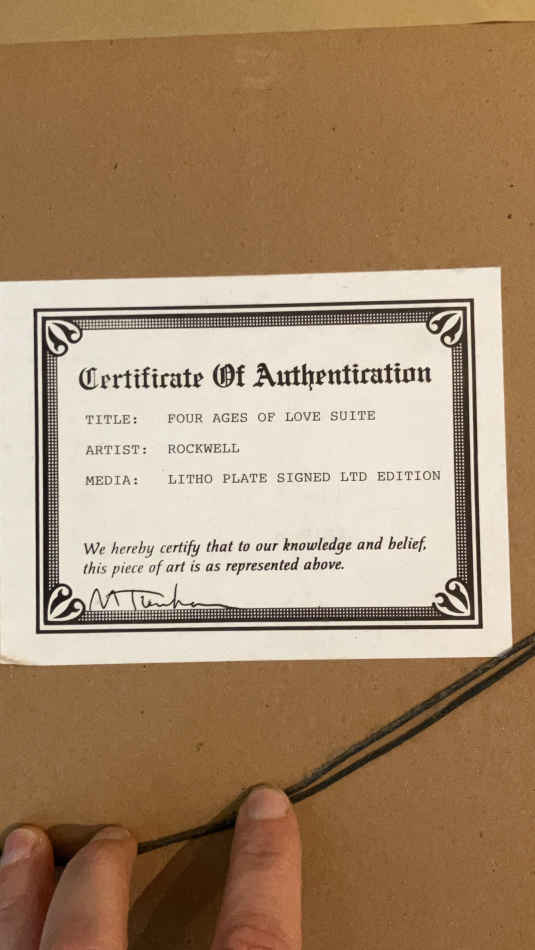 Certificate Of Authentication
TITLE: FOUR AGES OF LOVE SUITE
ARTIST: ROCKWELL
MEDIA: LITHO PLATE SIGNED LTD EDITION
We hereby certify that to our knowledge and belief,
this piece of art is as represented above.